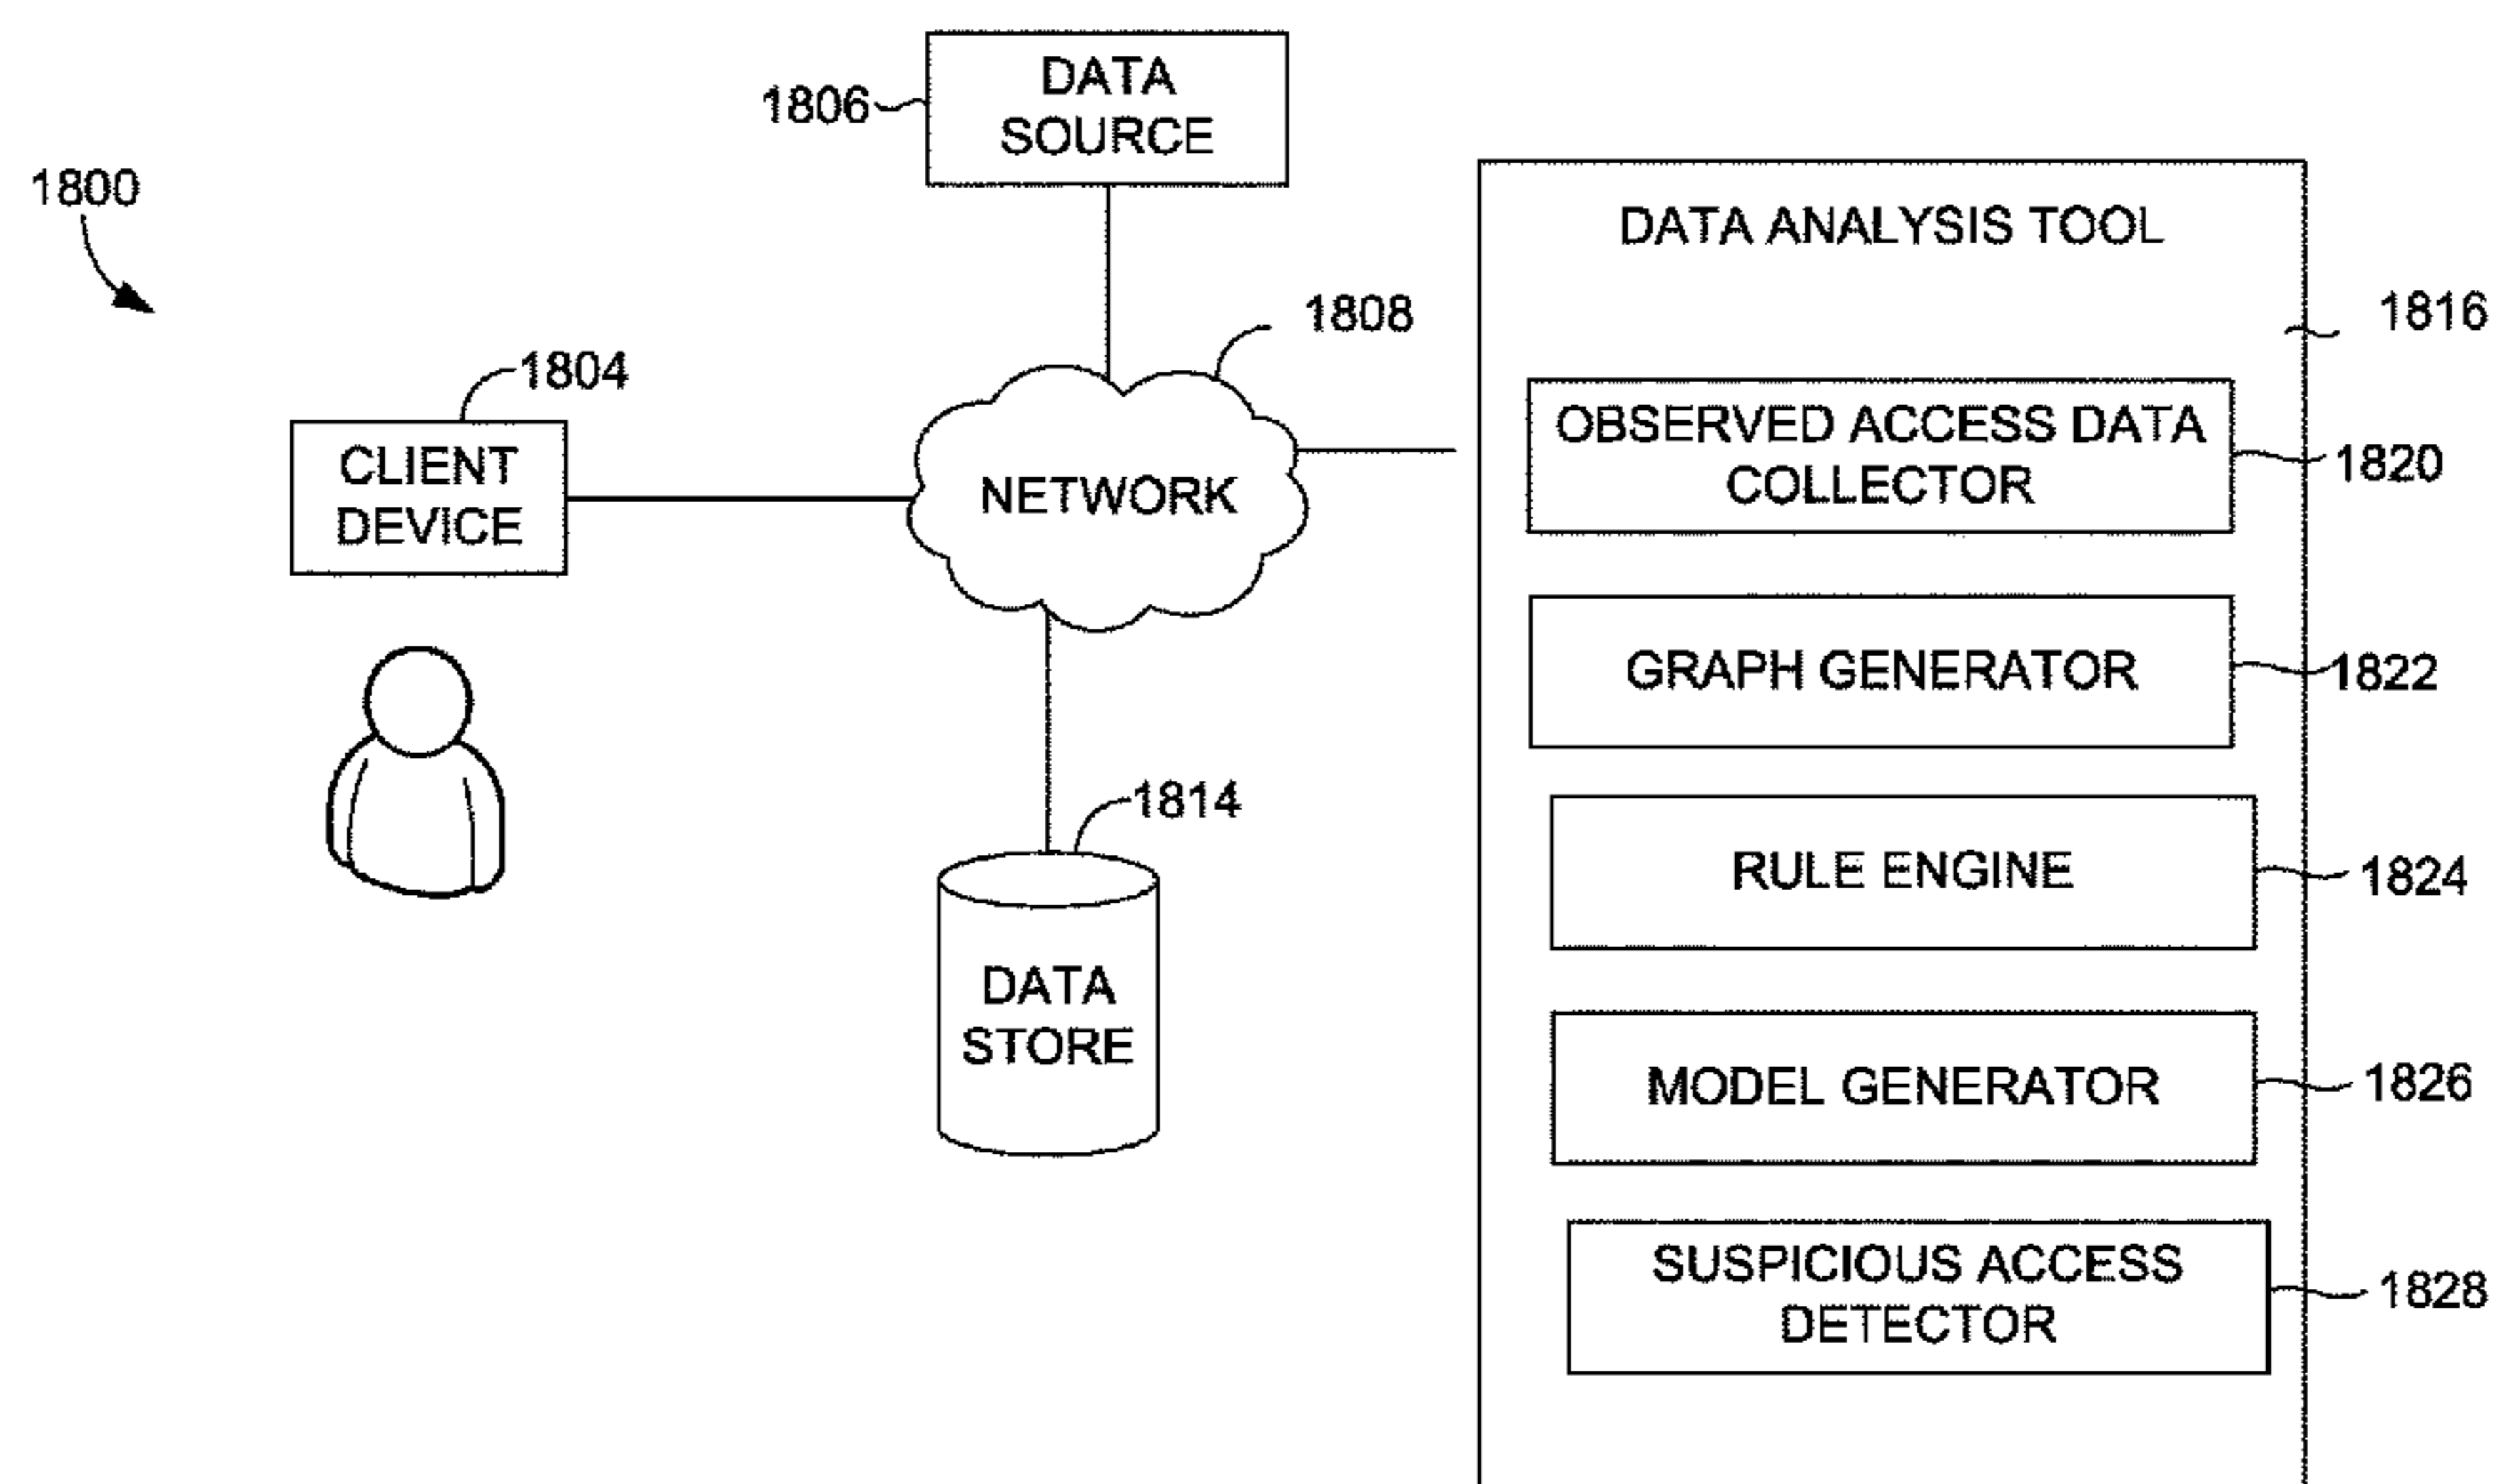 DATA
SOURCE
1806
1800
DATA ANALYSIS TOOL
1808
1816
1804
CLIENT
DEVICE
NETWORK
OBSERVED ACCESS DATA
COLLECTOR
1820
GRAPH GENERATOR
1822
1814
DATA
STORE
RULE ENGINE
1824
MODEL GENERATOR
1826
SUSPICIOUS ACCESS
DETECTOR
1828